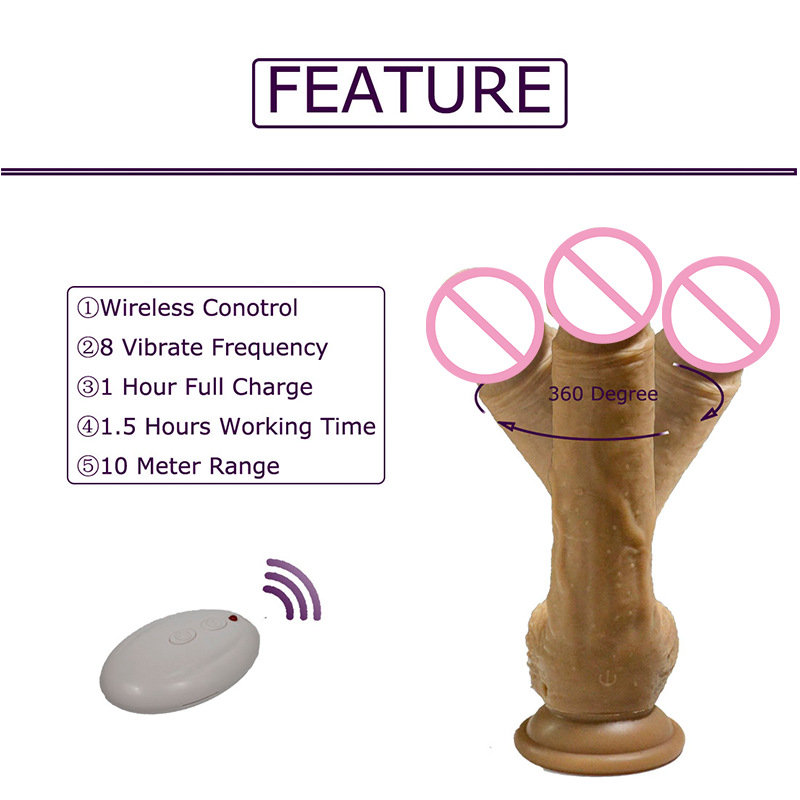 FEATURE
①Wireless Conotrol
②8 Vibrate Frequency
③1 Hour Full Charge
④1.5 Hours Working Time
⑤10 Meter Range
360 Degree